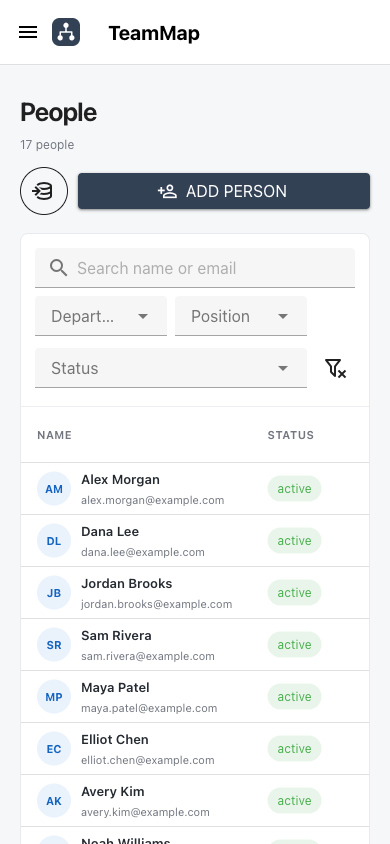 TeamMap
People
17 people
ADD PERSON
Search name or email
Depart... Position
Status
NAME STATUS
AM Alex Morgan active
alex.morgan@example.com
DL Dana Lee active
dana.lee@example.com
JB Jordan Brooks active
jordan.brooks@example.com
SR Sam Rivera active
sam.rivera@example.com
MP Maya Patel active
maya.patel@example.com
EC Elliot Chen active
elliot.chen@example.com
AK Avery Kim active
avery.kim@example.com
Noah Williams